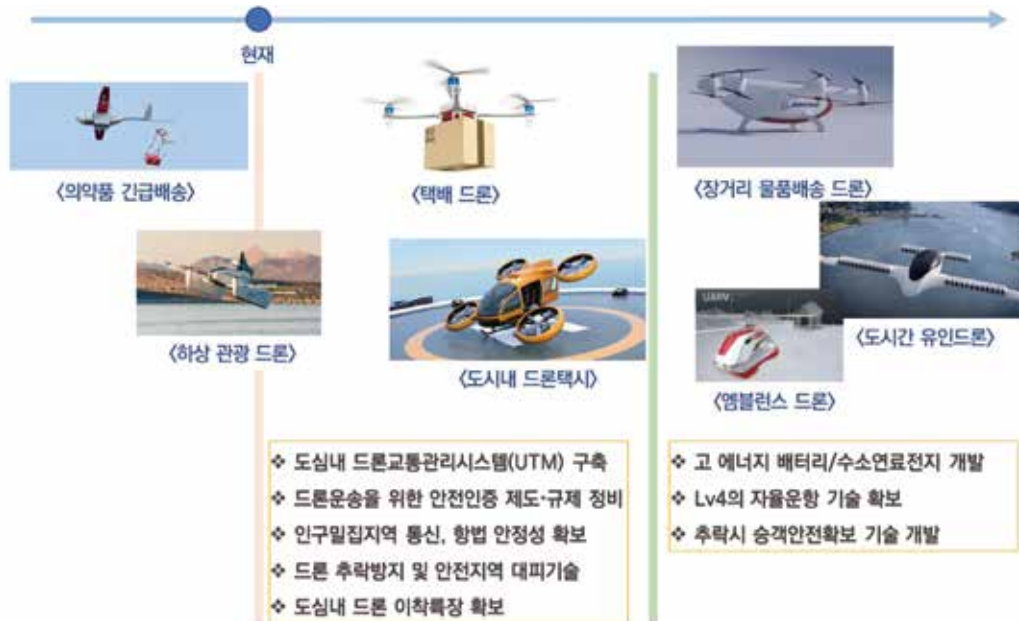 현재
<의약품 긴급배송>
<택배 드론>
<장거리 물품배송 드론>
<하상 관광 드론>
<도시내 드론택시>
UARV
<도시간 유인드론>
<엠블런스 드론>
❖ 도심내 드론교통관리시스템(UTM) 구축
❖ 드론운송을 위한 안전인증 제도·규제 정비
❖ 인구밀집지역 통신, 항법 안정성 확보
❖ 드론 추락방지 및 안전지역 대피기술
❖ 도심내 드론 이착륙장 확보
❖ 고 에너지 배터리/수소연료전지 개발
❖ Lv4의 자율운항 기술 확보
❖ 추락시 승객안전확보 기술 개발